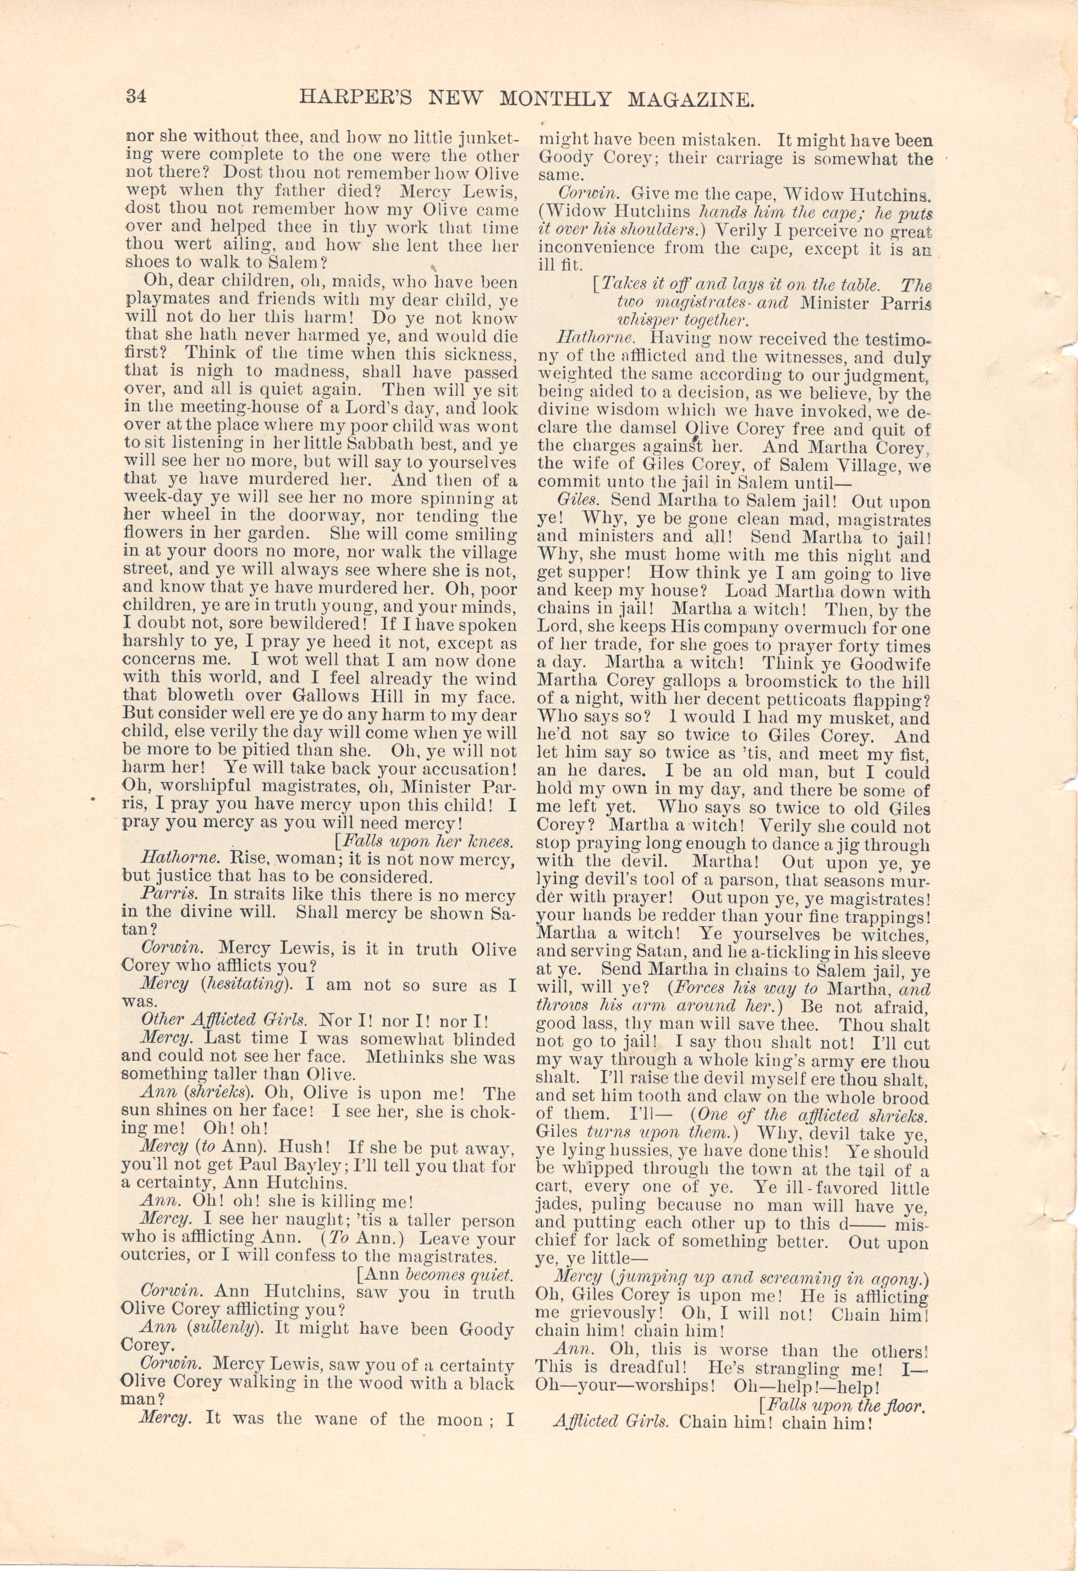 34
HARPER'S NEW MONTHLY MAGAZINE.
nor she without thee, and how no little junket-
ing were complete to the one were the other
not there? Dost thou not remember how Olive
wept when thy father died? Mercy Lewis,
dost thou not remember how my Olive came
over and helped thee in thy work that time
thou wert ailing, and how she lent thee her
shoes to walk to Salem?
Oh, dear children, oh, maids, who have been
playmates and friends with my dear child, ye
will not do her this harm! Do ye not know
that she hath never harmed ye, and would die
first? Think of the time when this sickness,
that is nigh to madness, shall have passed
over, and all is quiet again. Then will ye sit
in the meeting-house of a Lord's day, and look
over at the place where my poor child was wont
to sit listening in her little Sabbath best, and ye
will see her no more, but will say to yourselves
that ye have murdered her. And then of a
week-day ye will see her no more spinning at
her wheel in the doorway, nor tending the
flowers in her garden. She will come smiling
in at your doors no more, nor walk the village
street, and ye will always see where she is not,
and know that ye have murdered her. Oh, poor
children, ye are in truth young, and your minds,
I doubt not, sore bewildered! If I have spoken
harshly to ye, I pray ye heed it not, except as
concerns me. I wot well that I am now done
with this world, and I feel already the wind
that bloweth over Gallows Hill in my face.
But consider well ere ye do any harm to my dear
child, else verily the day will come when ye will
be more to be pitied than she. Oh, ye will not
harm her! Ye will take back your accusation!
Oh, worshipful magistrates, oh, Minister Par-
ris, I pray you have mercy upon this child! I
pray you mercy as you will need mercy!
[Falls upon her knees.
Hathorne. Rise, woman; it is not now mercy,
but justice that has to be considered.
Parris. In straits like this there is no mercy
in the divine will. Shall mercy be shown Sa-
tan?
Corwin. Mercy Lewis, is it in truth Olive
Corey who afflicts you?
Mercy (hesitating). I am not so sure as I
was.
Other Afflicted Girls. Nor I! nor I! nor I!
Mercy. Last time I was somewhat blinded
and could not see her face. Methinks she was
something taller than Olive.
Ann (shrieks). Oh, Olive is upon me! The
sun shines on her face! I see her, she is chok-
ing me! Oh! oh!
Mercy (to Ann). Hush! If she be put away,
you'll not get Paul Bayley; I'll tell you that for
a certainty, Ann Hutchins.
Ann. Oh! oh! she is killing me!
Mercy. I see her naught; 'tis a taller person
who is afflicting Ann. (To Ann.) Leave your
outcries, or I will confess to the magistrates.
[Ann becomes quiet.
Corwin. Ann Hutchins, saw you in truth
Olive Corey afflicting you?
Ann (sullenly). It might have been Goody
Corey.
Corwin. Mercy Lewis, saw you of a certainty
Olive Corey walking in the wood with a black
man?
Mercy. It was the wane of the moon; I
might have been mistaken. It might have been
Goody Corey; their carriage is somewhat the
same.
Corwin. Give me the cape, Widow Hutchins.
(Widow Hutchins hands him the cape; he puts
it over his shoulders.) Verily I perceive no great
inconvenience from the cape, except it is an
ill fit.
[Takes it off and lays it on the table. The
two magistrates and Minister Parris
whisper together.
Hathorne. Having now received the testimo-
ny of the afflicted and the witnesses, and duly
weighted the same according to our judgment,
being aided to a decision, as we believe, by the
divine wisdom which we have invoked, we de-
clare the damsel Olive Corey free and quit of
the charges against her. And Martha Corey,
the wife of Giles Corey, of Salem Village, we
commit unto the jail in Salem until—
Giles. Send Martha to Salem jail! Out upon
ye! Why, ye be gone clean mad, magistrates
and ministers and all! Send Martha to jail!
Why, she must home with me this night and
get supper! How think ye I am going to live
and keep my house? Load Martha down with
chains in jail! Martha a witch! Then, by the
Lord, she keeps His company overmuch for one
of her trade, for she goes to prayer forty times
a day. Martha a witch! Think ye Goodwife
Martha Corey gallops a broomstick to the hill
of a night, with her decent petticoats flapping?
Who says so? I would I had my musket, and
he'd not say so twice to Giles Corey. And
let him say so twice as 'tis, and meet my fist,
an he dares. I be an old man, but I could
hold my own in my day, and there be some of
me left yet. Who says so twice to old Giles
Corey? Martha a witch! Verily she could not
stop praying long enough to dance a jig through
with the devil. Martha! Out upon ye, ye
lying devil's tool of a parson, that seasons mur-
der with prayer! Out upon ye, ye magistrates!
your hands be redder than your fine trappings!
Martha a witch! Ye yourselves be witches,
and serving Satan, and he a-tickling in his sleeve
at ye. Send Martha in chains to Salem jail, ye
will, will ye? (Forces his way to Martha, and
throws his arm around her.) Be not afraid,
good lass, thy man will save thee. Thou shalt
not go to jail! I say thou shalt not! I'll cut
my way through a whole king's army ere thou
shalt. I'll raise the devil myself ere thou shalt,
and set him tooth and claw on the whole brood
of them. I'll— (One of the afflicted shrieks.
Giles turns upon them.) Why, devil take ye,
ye lying hussies, ye have done this! Ye should
be whipped through the town at the tail of a
cart, every one of ye. Ye ill-favored little
jades, puling because no man will have ye,
and putting each other up to this d—— mis-
chief for lack of something better. Out upon
ye, ye little—
Mercy (jumping up and screaming in agony.)
Oh, Giles Corey is upon me! He is afflicting
me grievously! Oh, I will not! Chain him!
chain him! chain him!
Ann. Oh, this is worse than the others!
This is dreadful! He's strangling me! I—
Oh—your—worships! Oh—help!—help!
[Falls upon the floor.
Afflicted Girls. Chain him! chain him!